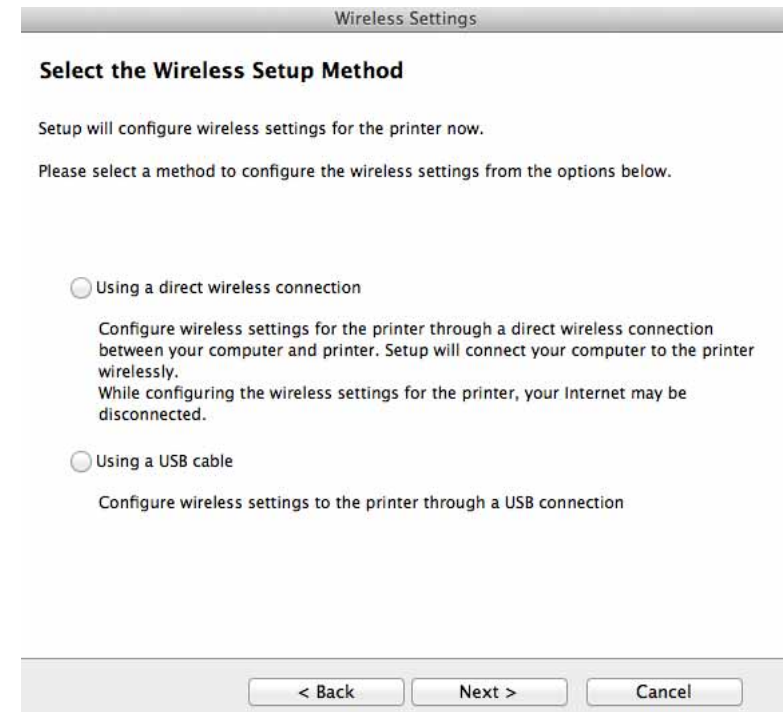 Wireless Settings
Select the Wireless Setup Method
Setup will configure wireless settings for the printer now.
Please select a method to configure the wireless settings from the options below.
Using a direct wireless connection
Configure wireless settings for the printer through a direct wireless connection
between your computer and printer. Setup will connect your computer to the printer
wirelessly.
While configuring the wireless settings for the printer, your Internet may be
disconnected.
Using a USB cable
Configure wireless settings to the printer through a USB connection
< Back
Next >
Cancel